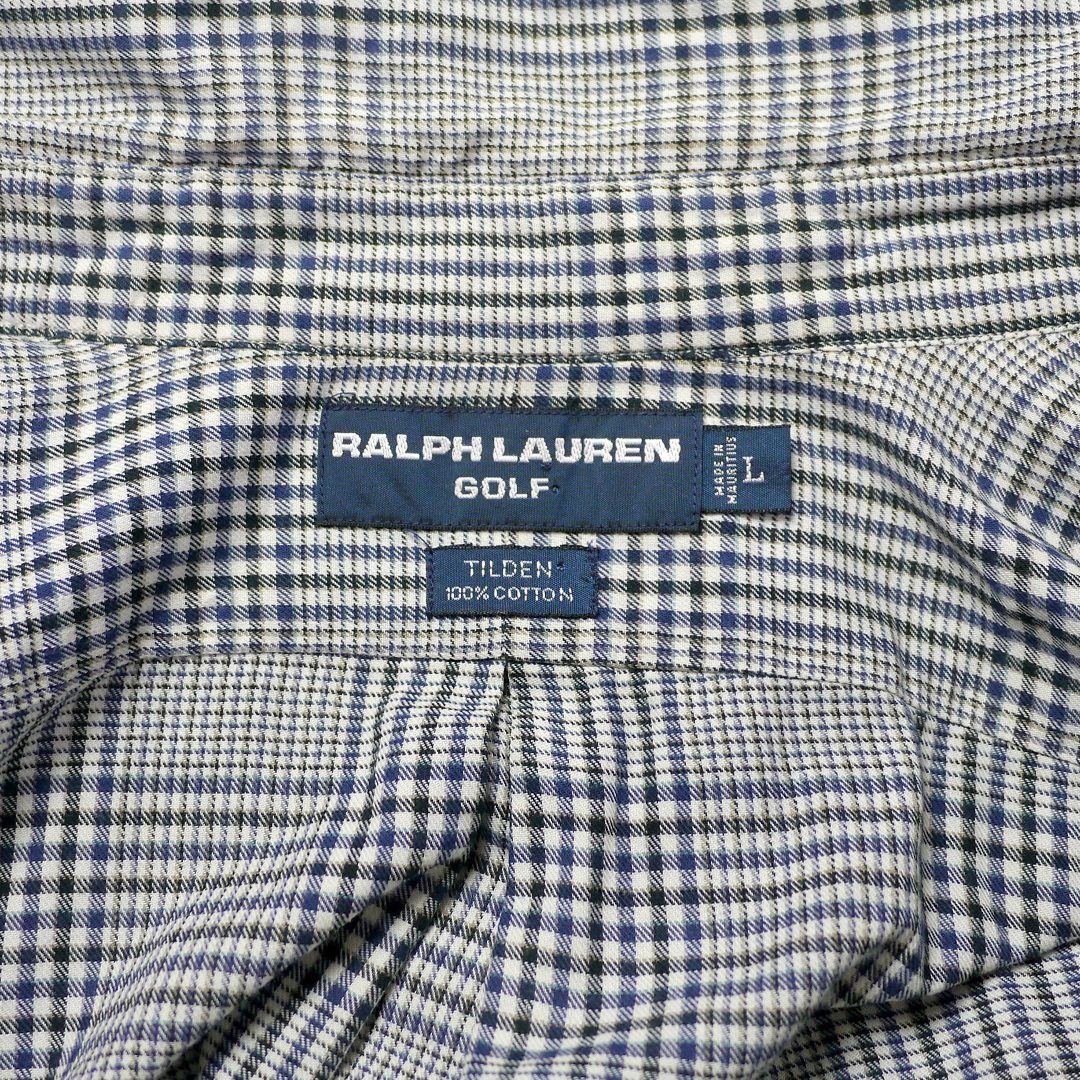 RALPH LAUREN
GOLF
MADE IN
MAURITIUS
L
TILDEN
100% COTTON